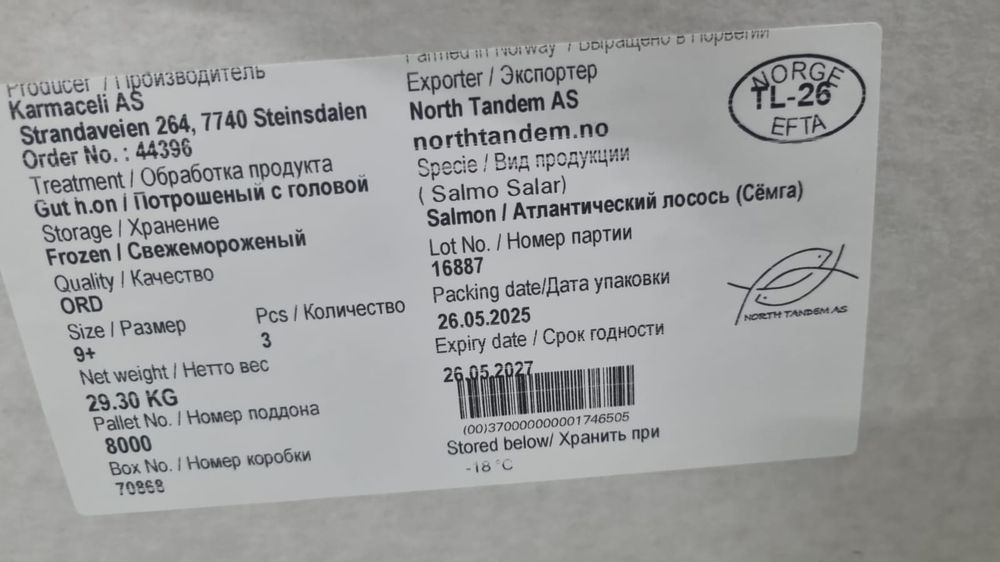 Producer / Производитель
Karmaceli AS
Strandaveien 264, 7740 Steinsdalen
Order No. : 44396
Treatment / Обработка продукта
Gut h.on / Потрошеный с головой
Storage / Хранение
Frozen / Свежемороженый
Quality / Качество
ORD
Size / Размер
Pcs / Количество
9+
3
Net weight / Нетто вес
29.30 KG
Pallet No. / Номер поддона
8000
Box No. / Номер коробки
70868
Farmed in Norway / Выращено в Норвегии
Exporter / Экспортер
North Tandem AS
northtandem.no
Specie / Вид продукции
( Salmo Salar)
Salmon / Атлантический лосось (Сёмга)
Lot No. / Номер партии
16887
Packing date/Дата упаковки
26.05.2025
Expiry date / Срок годности
26.05.2027
(00)370000000001746505
Stored below/ Хранить при
-18 °C
NORGE
TL-26
EFTA
NORTH TANDEM AS